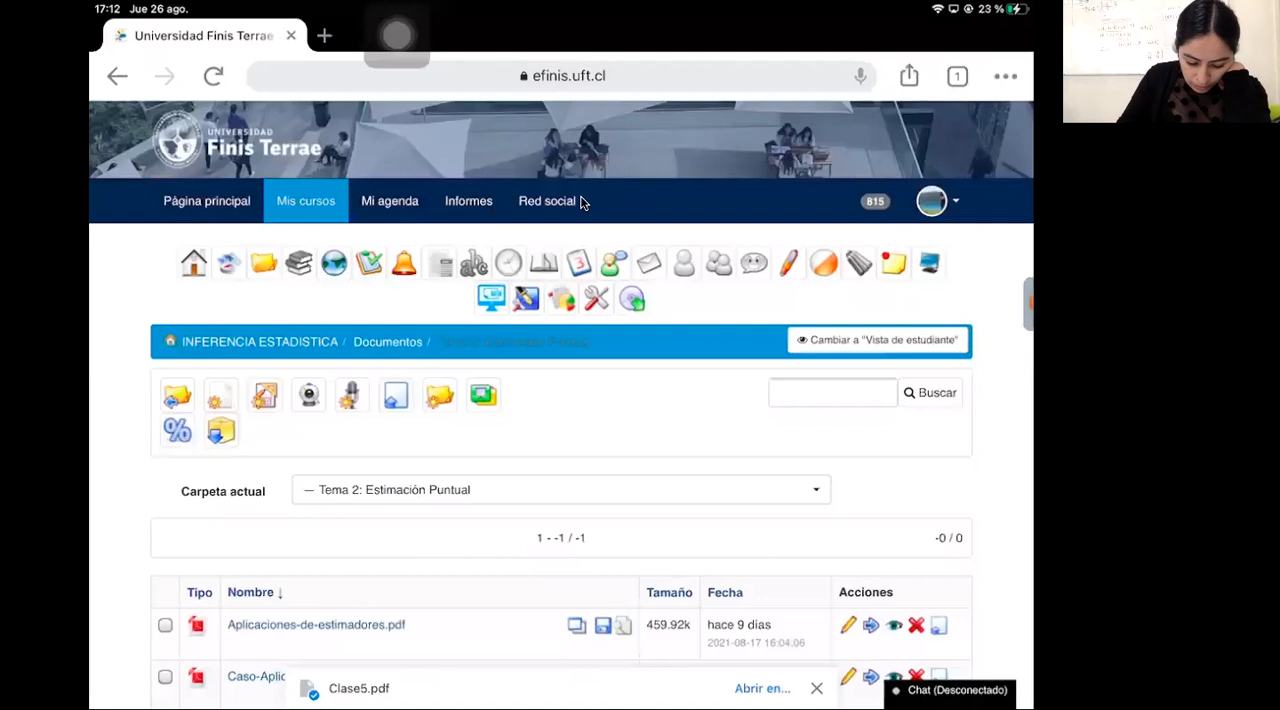 17:12 Jue 26 ago. 23 %
Universidad Finis Terrae
efinis.uft.cl 1
UNIVERSIDAD
Finis Terrae
Página principal Mis cursos Mi agenda Informes Red social 815
INFERENCIA ESTADISTICA / Documentos / Cambiar a "Vista de estudiante"
Buscar
Carpeta actual — Tema 2: Estimación Puntual
1 - -1 / -1 -0 / 0
Tipo Nombre ↓ Tamaño Fecha Acciones
Aplicaciones-de-estimadores.pdf 459.92k hace 9 dias
2021-08-17 16:04.06
Caso-Aplic
Clase5.pdf Abrir en... Chat (Desconectado)